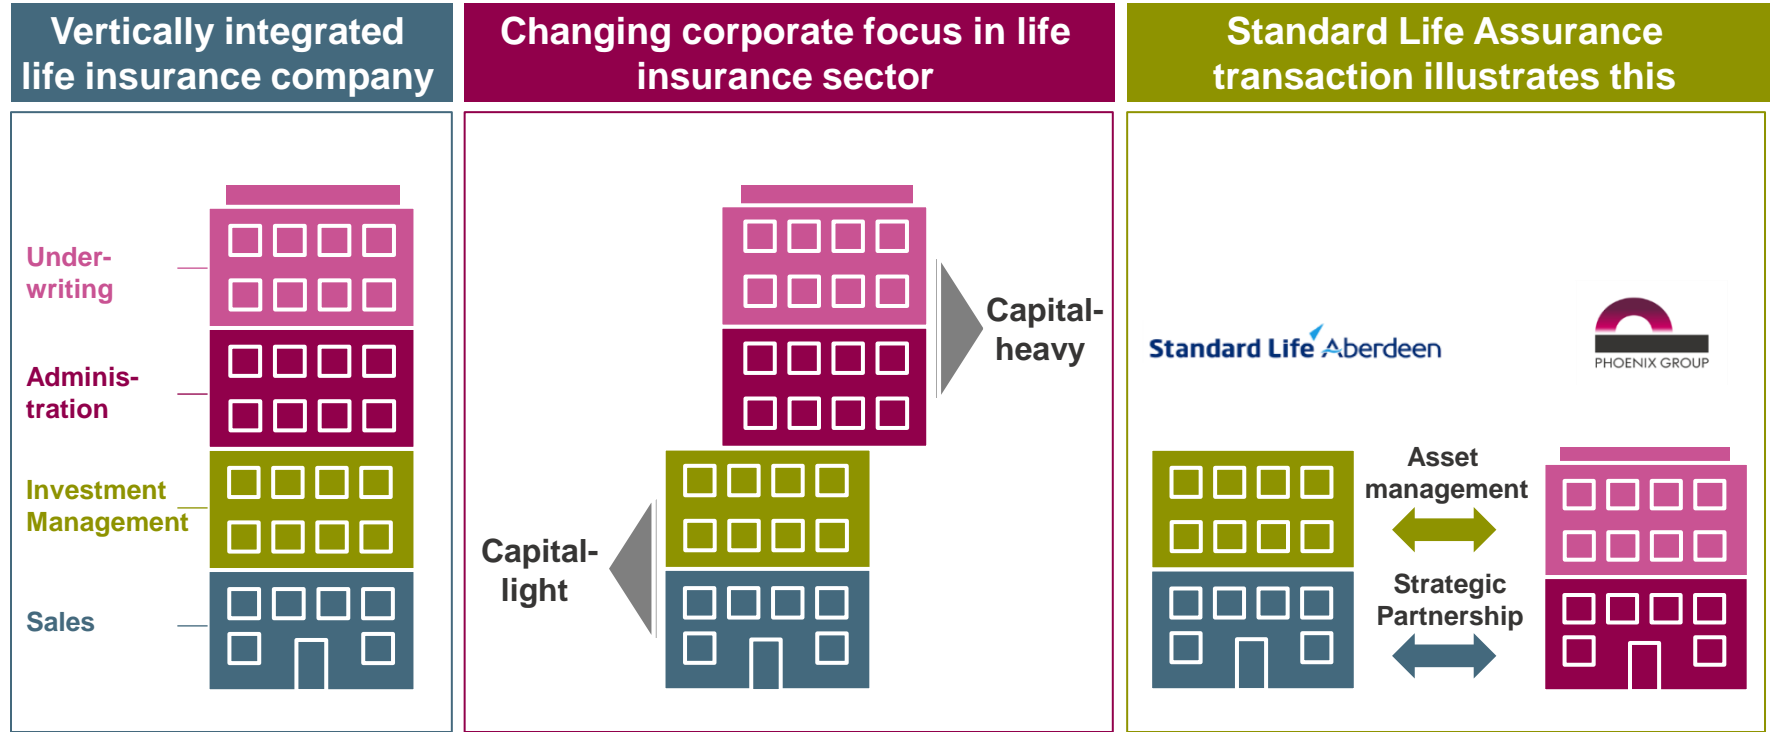 Vertically integrated
life insurance company
Under-
writing
Adminis-
tration
Investment
Management
Sales
Changing corporate focus in life
insurance sector
Capital-
heavy
Capital-
light
Standard Life Assurance
transaction illustrates this
Standard Life Aberdeen
PHOENIX GROUP
Asset
management
Strategic
Partnership